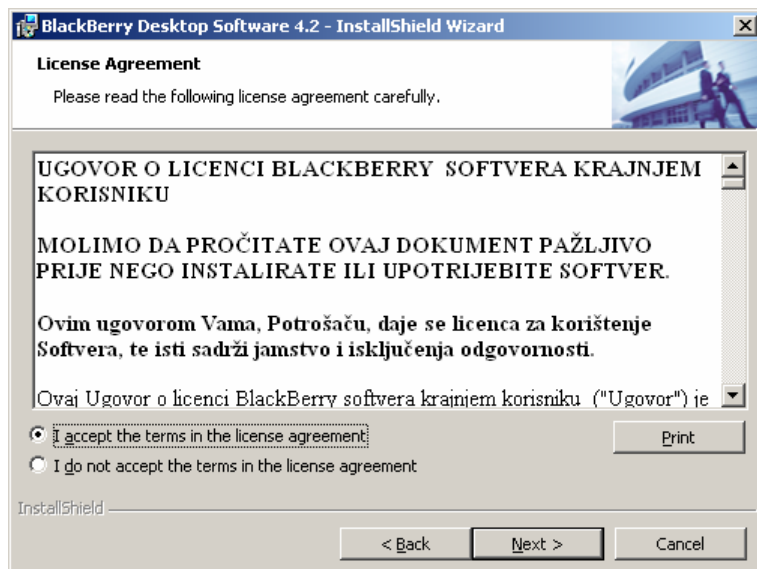 BlackBerry Desktop Software 4.2 - InstallShield Wizard
License Agreement
Please read the following license agreement carefully.
UGOVOR O LICENCI BLACKBERRY SOFTVERA KRAJNJEM
KORISNIKU
MOLIMO DA PROČITATE OVAJ DOKUMENT PAŽLJIVO
PRIJE NEGO INSTALIRATE ILI UPOTRIJEBITE SOFTVER.
Ovim ugovorom Vama, Potrošaču, daje se licenca za korištenje
Softvera, te isti sadrži jamstvo i isključenja odgovornosti.
Ovaj Ugovor o licenci BlackBerry softvera krajnjem korisniku ("Ugovor") je
I accept the terms in the license agreement
Print
I do not accept the terms in the license agreement
InstallShield
< Back
Next >
Cancel